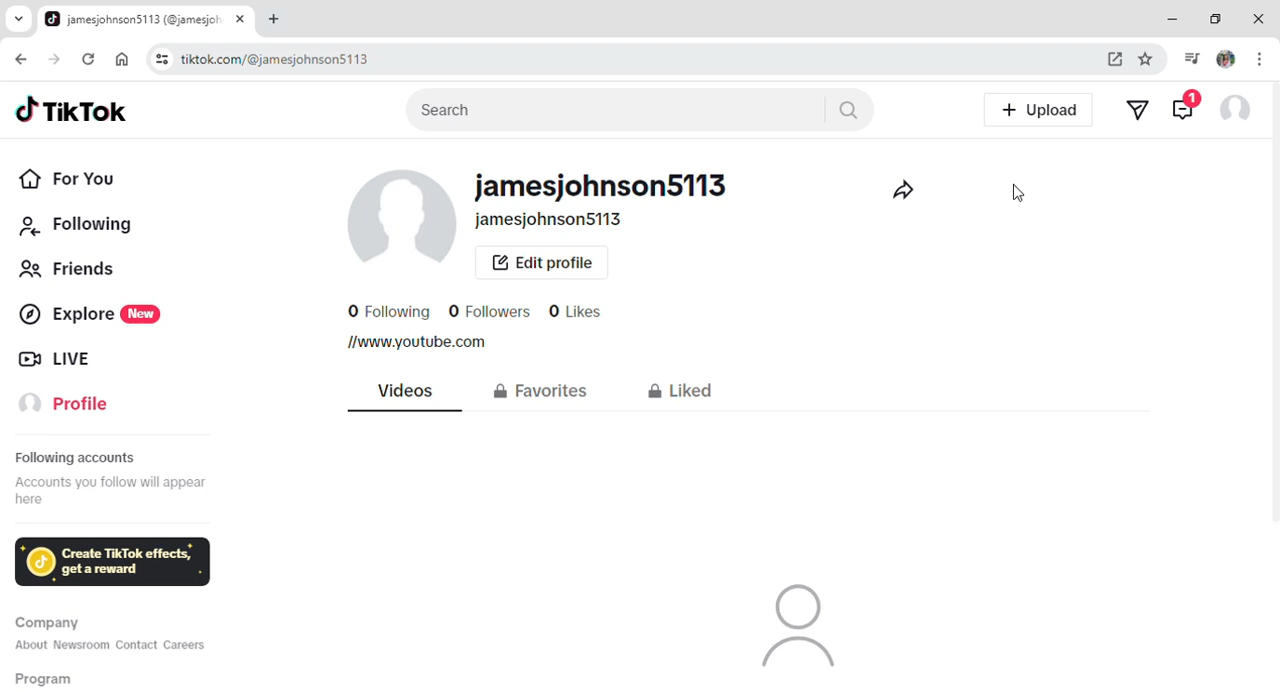 jamesjohnson5113 (@jamesjoh
tiktok.com/@jamesjohnson5113
TikTok
Search
Upload
1
For You
Following
Friends
Explore New
LIVE
Profile
Following accounts
Accounts you follow will appear
here
Create TikTok effects,
get a reward
Company
About Newsroom Contact Careers
Program
jamesjohnson5113
jamesjohnson5113
Edit profile
0 Following 0 Followers 0 Likes
//www.youtube.com
Videos Favorites Liked